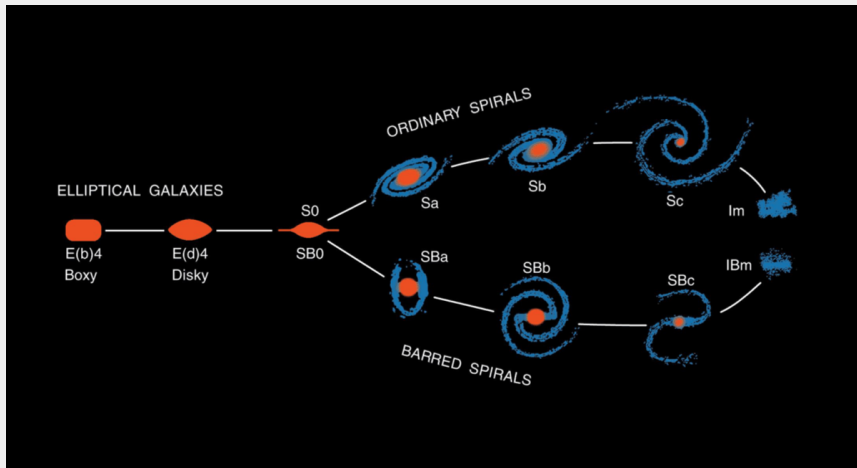 ORDINARY SPIRALS
ELLIPTICAL GALAXIES
E(b)4
Boxy
E(d)4
Disky
S0
SB0
Sa
Sb
Sc
Im
SBa
SBb
SBc
IBm
BARRED SPIRALS